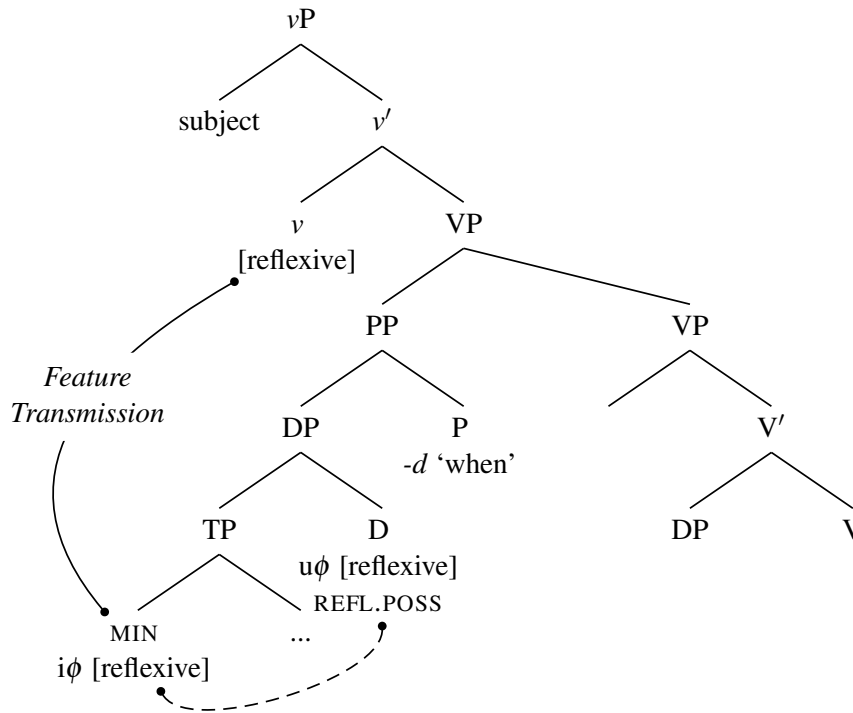 vP
subject v′
v VP
[reflexive]
PP VP
Feature
Transmission
DP P V′
-d ‘when’
TP D DP V
uϕ [reflexive]
MIN ... REFL.POSS
iϕ [reflexive]